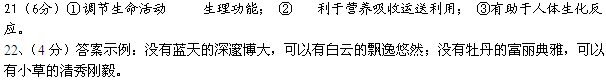 21（6分）①调节生命活动　　生理功能； ②　　利于营养吸收运送利用； ③有助于人体生化反
应。
22、(4分）答案示例：没有蓝天的深邃博大，可以有白云的飘逸悠然；没有牡丹的富丽典雅，可以
有小草的清秀刚毅。